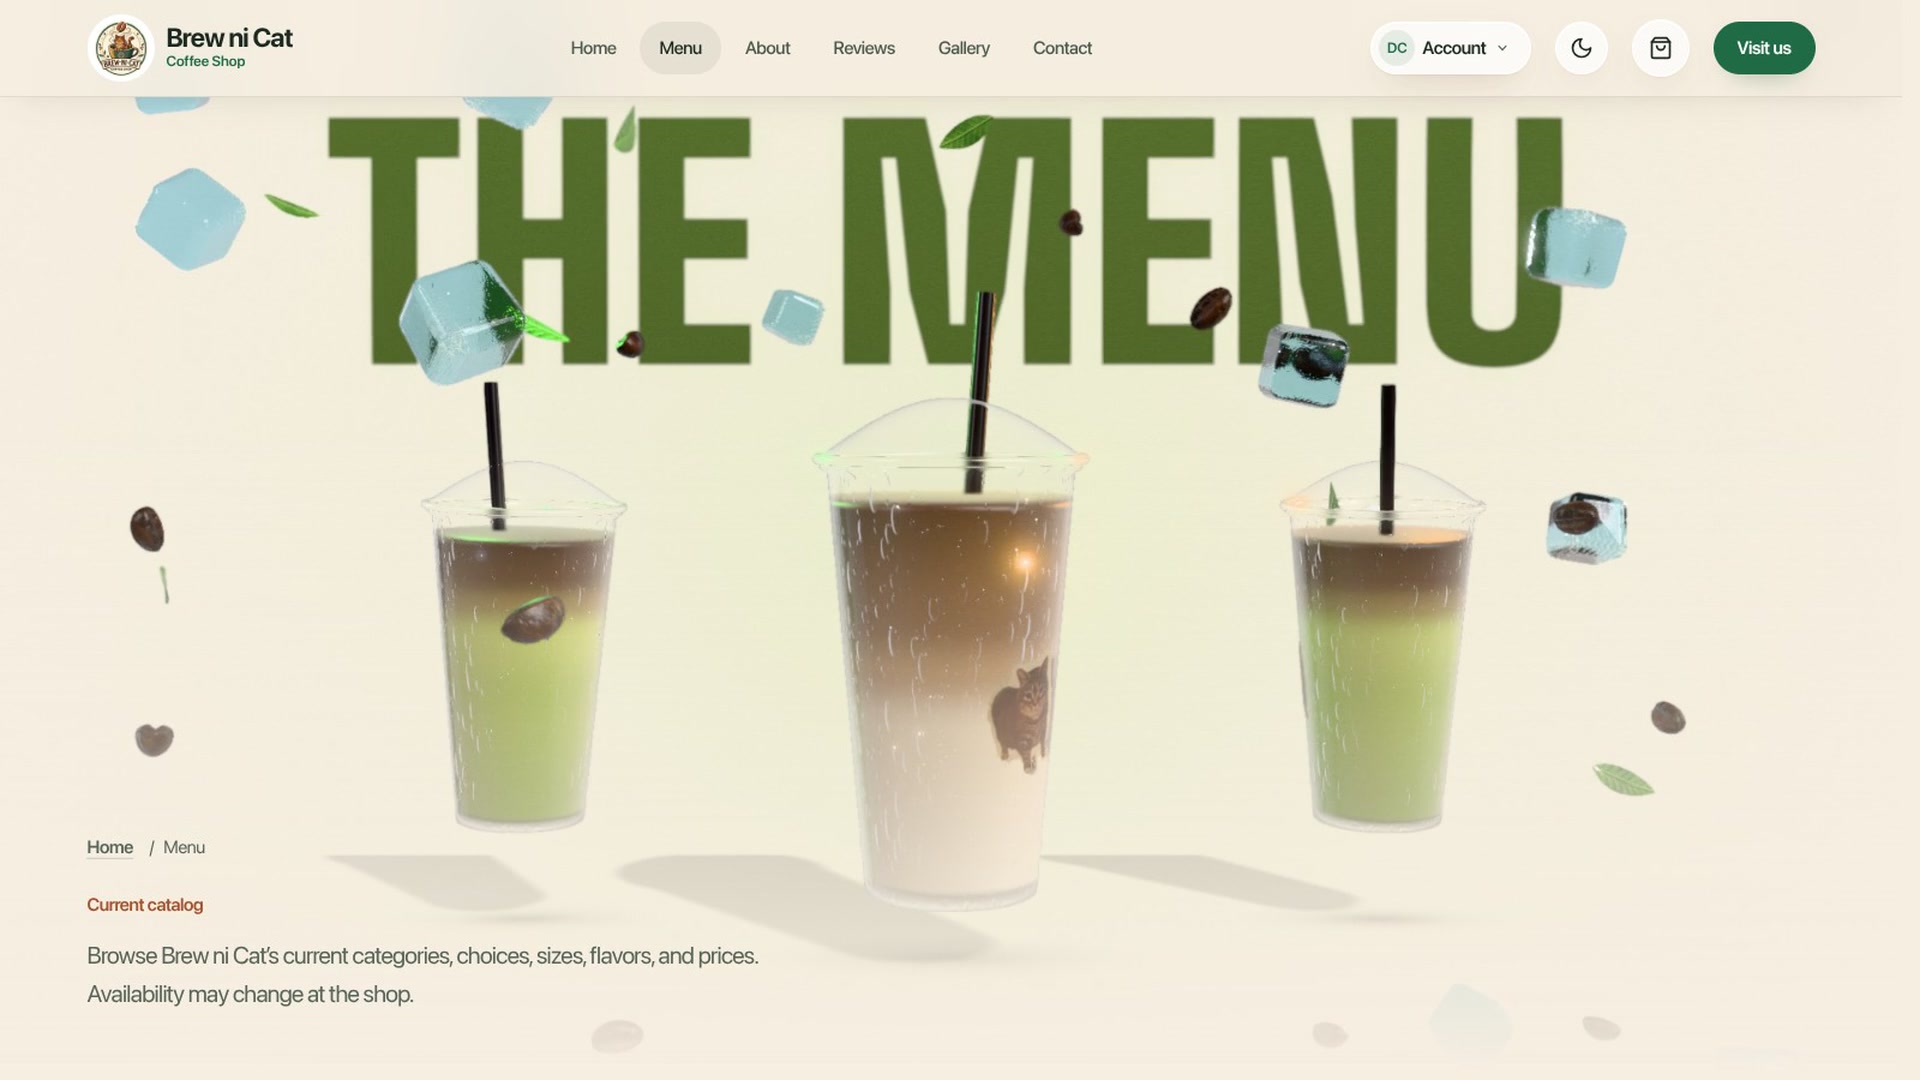 Brew ni Cat
Coffee Shop
Home
Menu
About
Reviews
Gallery
Contact
DC
Account
Visit us
THE MENU
Home / Menu
Current catalog
Browse Brew ni Cat's current categories, choices, sizes, flavors, and prices.
Availability may change at the shop.